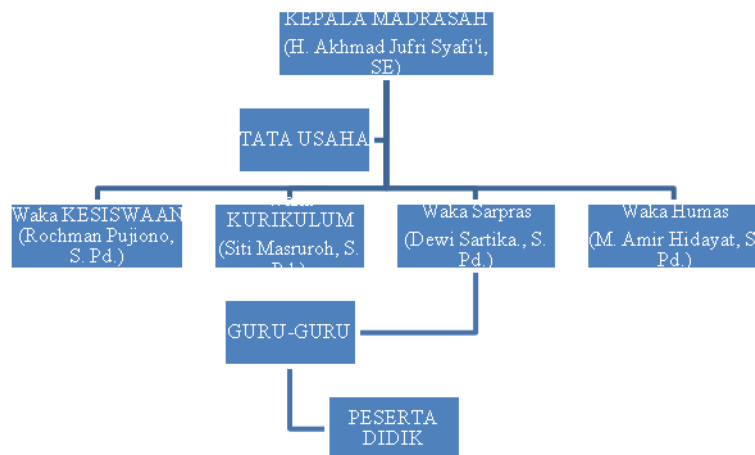 KEPALA MADRASAH
(H. Akhmad Jufri Syafi'i,
SE)
TATA USAHA
Waka KESISWAAN
(Rochman Pujiono,
S. Pd.)
KURIKULUM
(Siti Masruroh, S.
Waka Sarpras
(Dewi Sartika., S.
Pd.)
Waka Humas
(M. Amir Hidayat, S
Pd.)
GURU-GURU
PESERTA
DIDIK